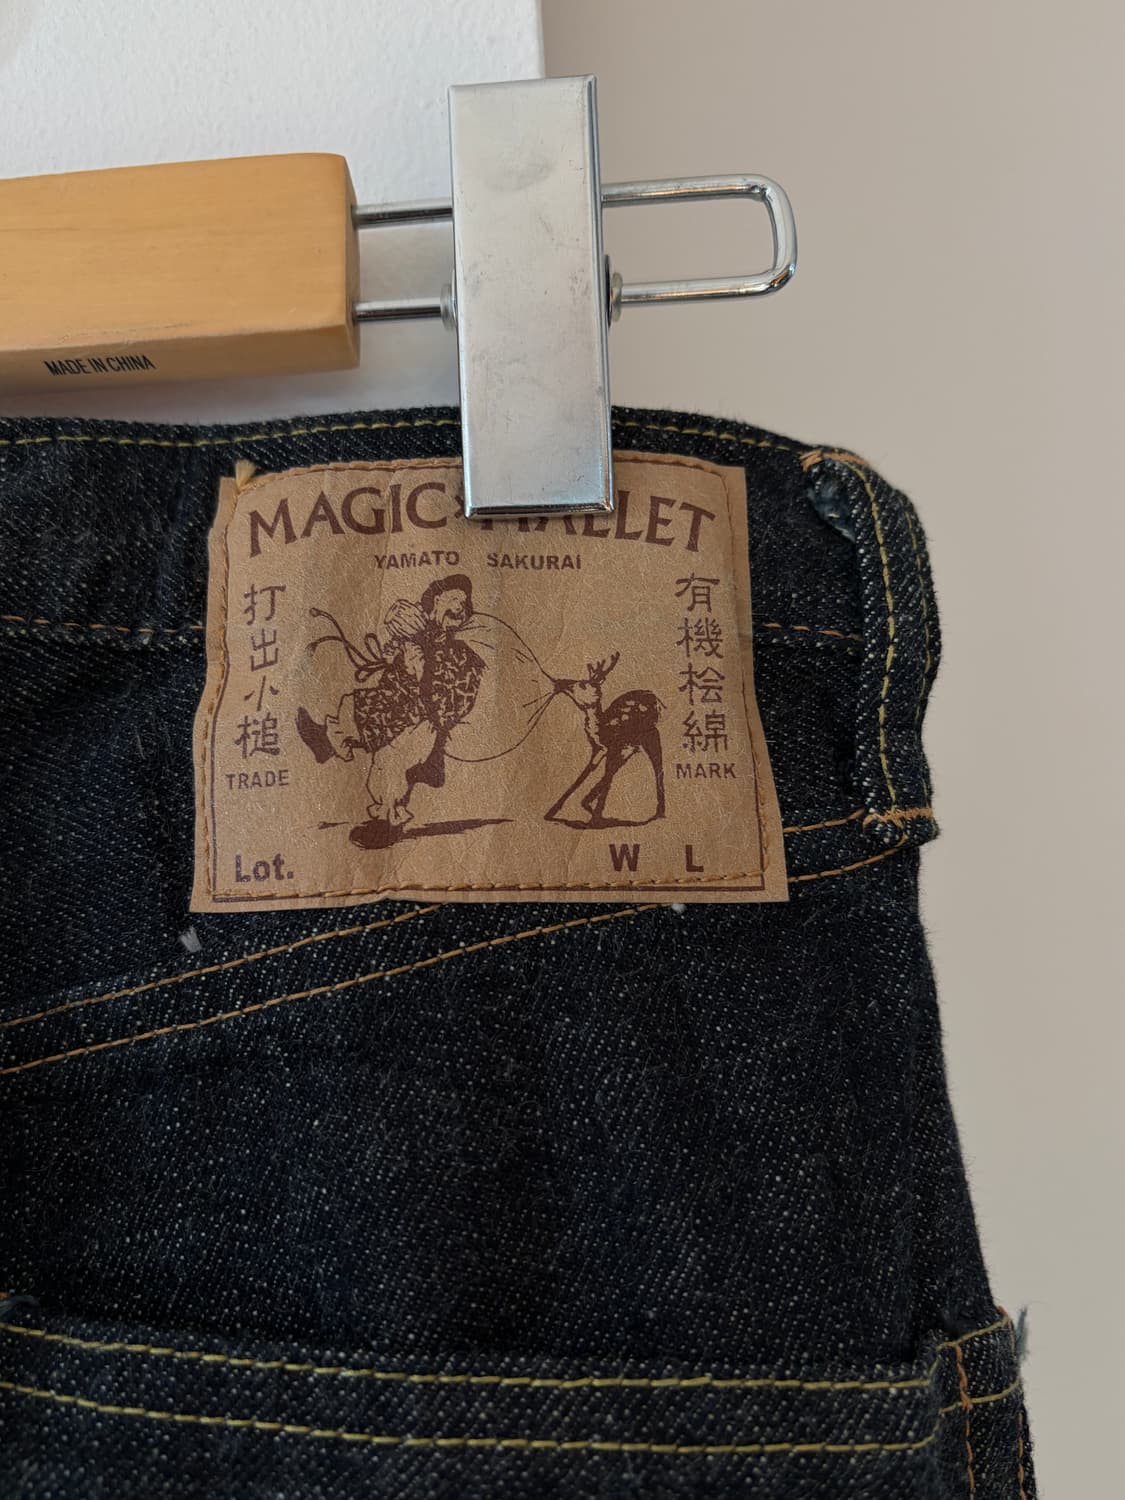 MADE IN CHINA
MAGIC MALLET
YAMATO SAKURAI
打出小槌
有機桧綿
TRADE
MARK
Lot.
W L